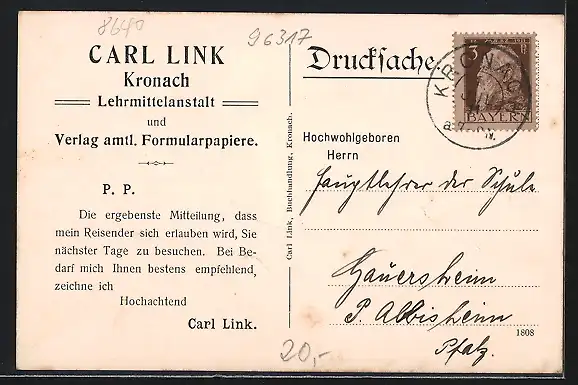 8640
96317
CARL LINK
Kronach
Lehrmittelanstalt
und
Verlag amtl. Formularpapiere.
P. P.
Die ergebenste Mitteilung, dass
mein Reisender sich erlauben wird, Sie
nächster Tage zu besuchen. Bei Be-
darf mich Ihnen bestens empfehlend,
zeichne ich
Hochachtend
Carl Link.
Carl Link, Buchhandlung, Kronach.
Drucksache.
3
BAYERN
KRONACH
Hochwohlgeboren
Herrn
Hauptlehrer der Schule
Gauersheim
P. Albisheim
Pfalz.
1808
20,-